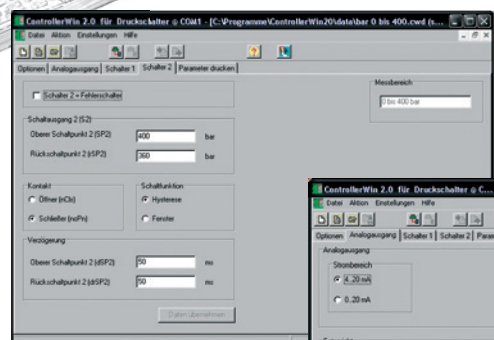 ControllerWin 2.0 für Druckschalter @ COM1 - [C:\Programme\ControllerWin20\data\bar 0 bis 400.cwd (s...
Datei Aktion Einstellungen Hilfe
Optionen Analogausgang Schalter 1 Schalter 2 Parameter drucken
Schalter 2 = Fehlerschalter
Messbereich
0 bis 400 bar
Schaltausgang 2 (S2)
Oberer Schaltpunkt 2 (SP2) 400 bar
Rückschaltpunkt 2 (rSP2) 360 bar
Kontakt
Öffner (nCls)
Schließer (noPn)
Schaltfunktion
Hysterese
Fenster
Verzögerung
Oberer Schaltpunkt 2 (dSP2) 50 ms
Rückschaltpunkt 2 (drSP2) 50 ms
Daten übernehmen
ControllerWin 2.0 für Druckschalter @ C...
Datei Aktion Einstellungen Hilfe
Optionen Analogausgang Schalter 1 Schalter 2 Param
Analogausgang
Strombereich
4..20 mA
0..20 mA